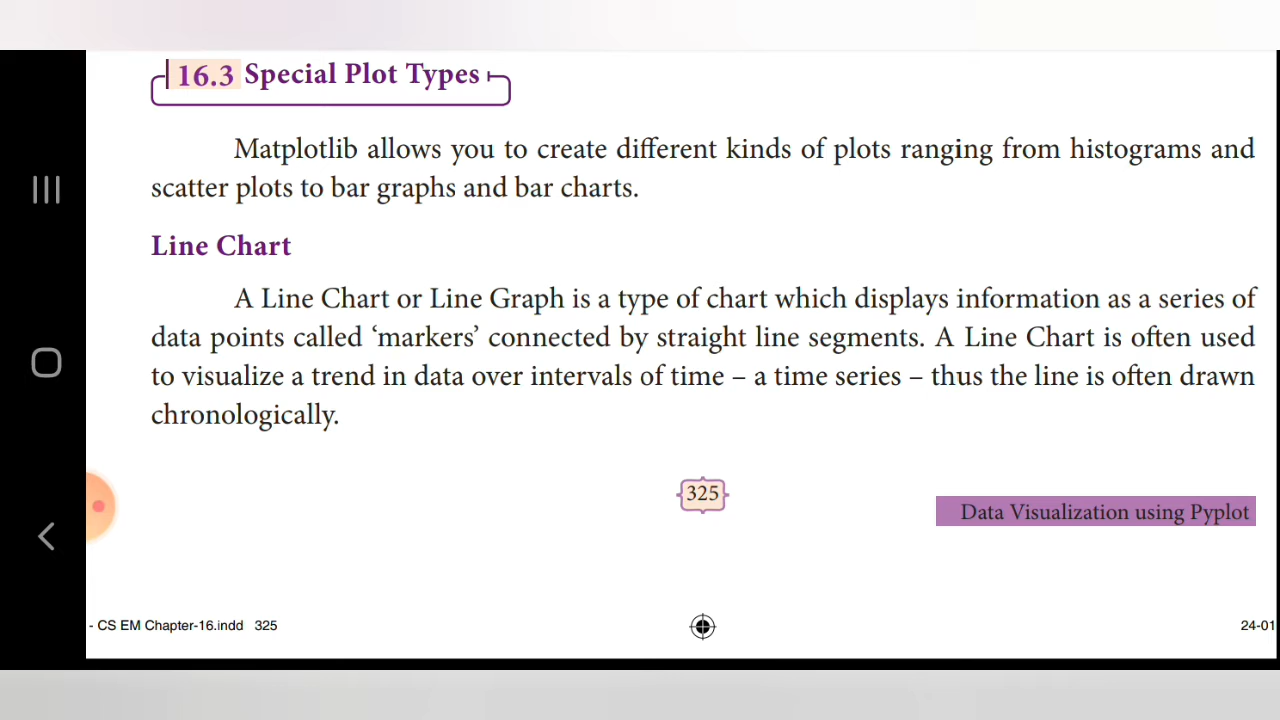 16.3 Special Plot Types
Matplotlib allows you to create different kinds of plots ranging from histograms and
scatter plots to bar graphs and bar charts.
Line Chart
A Line Chart or Line Graph is a type of chart which displays information as a series of
data points called ‘markers’ connected by straight line segments. A Line Chart is often used
to visualize a trend in data over intervals of time – a time series – thus the line is often drawn
chronologically.
325
Data Visualization using Pyplot
- CS EM Chapter-16.indd 325
24-01